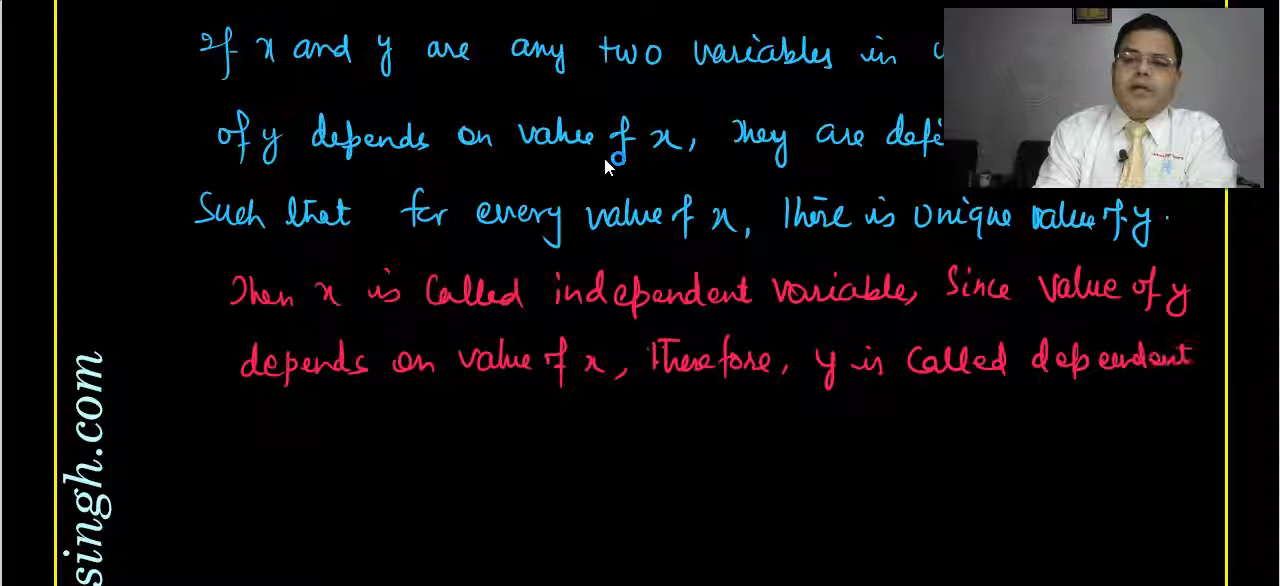 If x and y are any two variables in
of y depends on value of x, They are
Such that for every value of x, There is unique value of y.
Then x is called independent variable, Since value of y
depends on value of x, Therefore, y is called dependent
singh.com